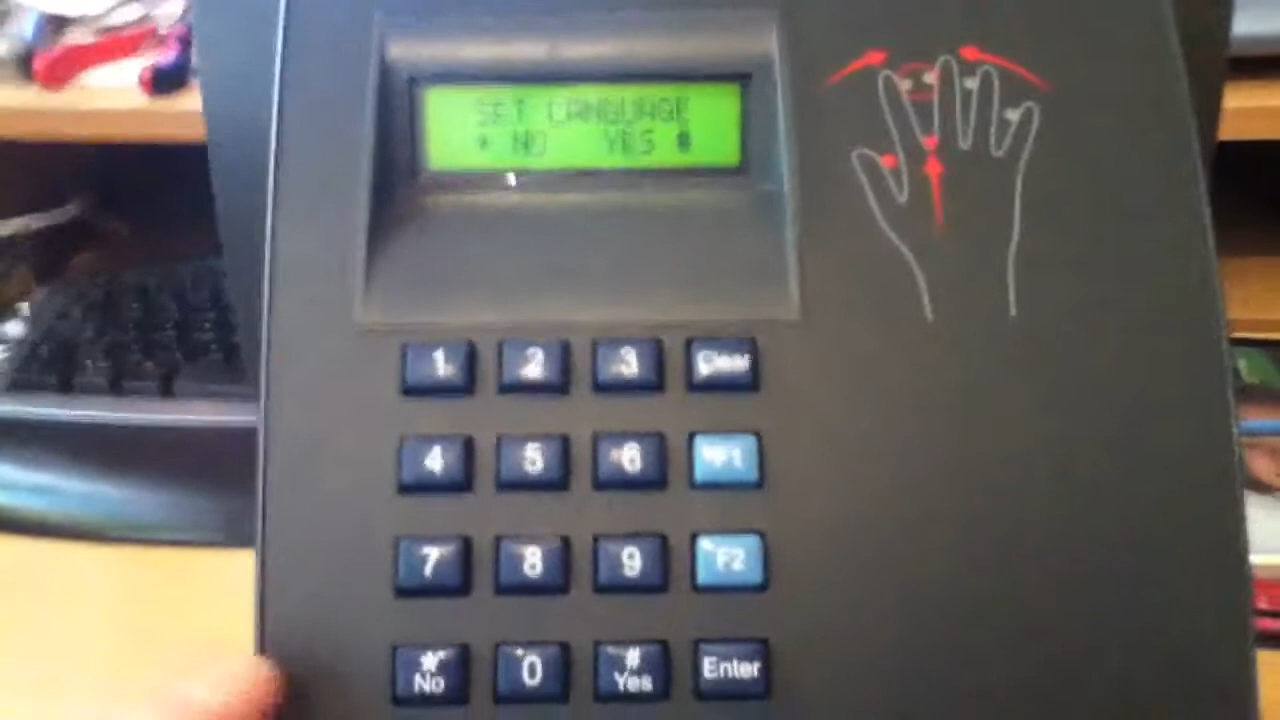 SET LANGUAGE
* NO YES #
1 2 3 Clear
4 5 6 F1
7 8 9 F2
* No 0 # Yes Enter